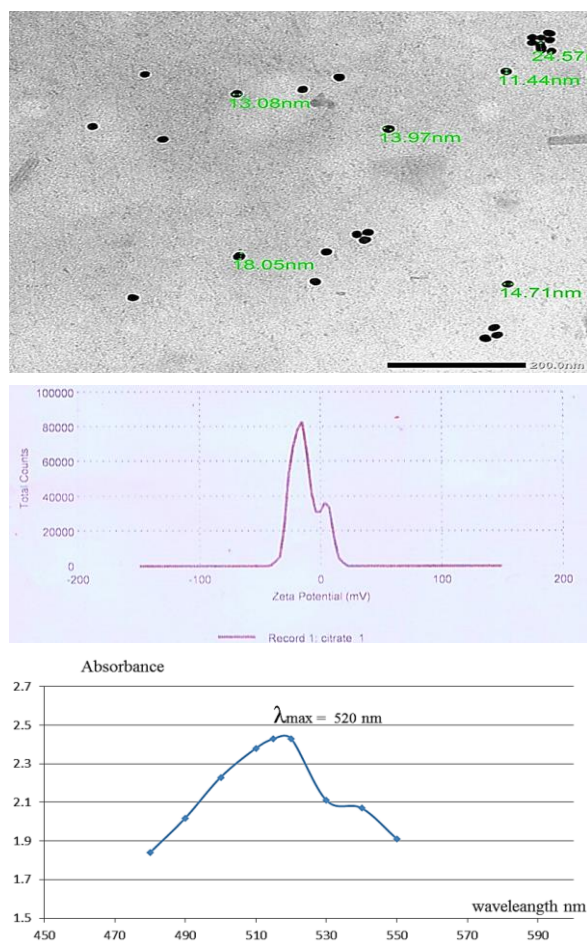 24.57n
11.44nm
13.08nm
13.97nm
18.05nm
14.71nm
200.0nm
100000
80000
60000
40000
20000
0
Total Counts
-200 -100 0 100 200
Zeta Potential (mV)
Record 1: citrate 1
Absorbance
2.7
λmax = 520 nm
2.5
2.3
2.1
1.9
waveleangth nm
1.5
450 470 490 510 530 550 570 590